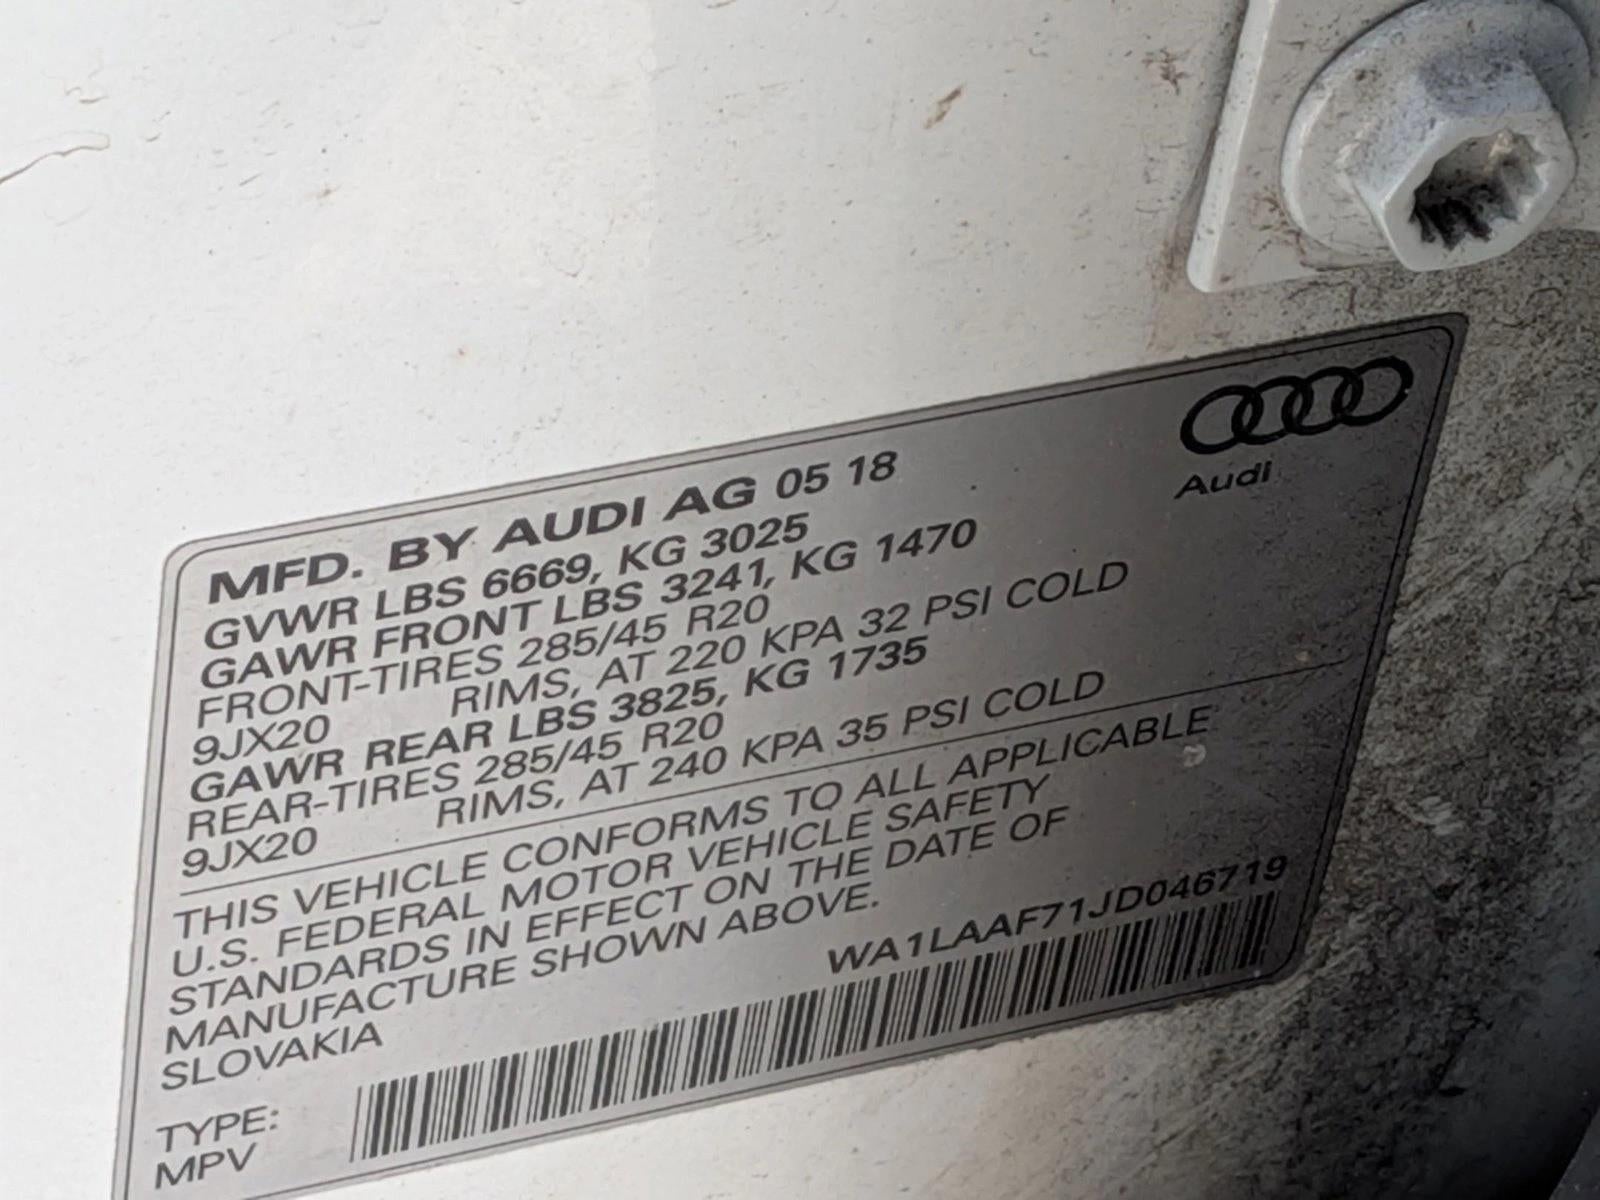 Audi
MFD. BY AUDI AG 05 18
GVWR LBS 6669, KG 3025
GAWR FRONT LBS 3241, KG 1470
FRONT-TIRES 285/45 R20
9JX20 RIMS, AT 220 KPA 32 PSI COLD
GAWR REAR LBS 3825, KG 1735
REAR-TIRES 285/45 R20
9JX20 RIMS, AT 240 KPA 35 PSI COLD
THIS VEHICLE CONFORMS TO ALL APPLICABLE
U.S. FEDERAL MOTOR VEHICLE SAFETY
STANDARDS IN EFFECT ON THE DATE OF
MANUFACTURE SHOWN ABOVE.
SLOVAKIA
WA1LAAF71JD046719
TYPE:
MPV